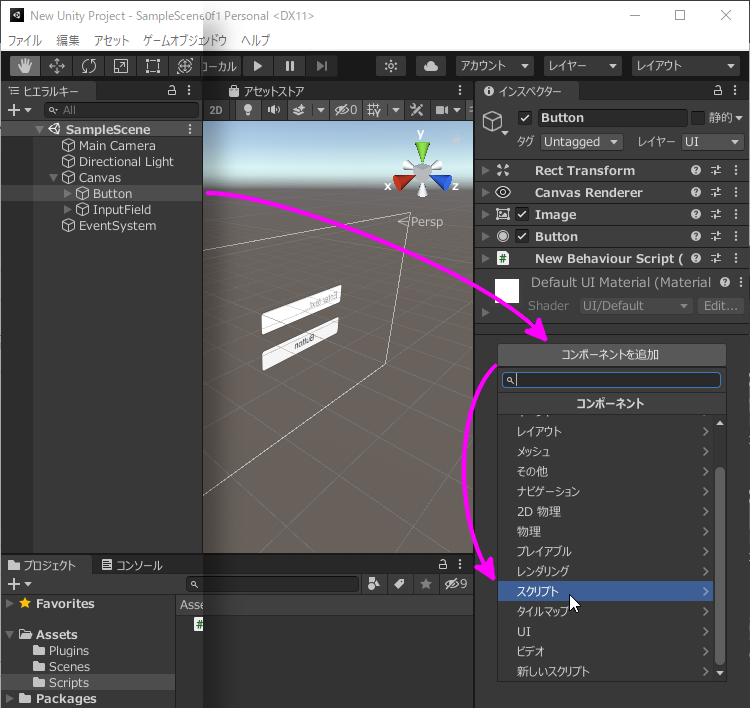 New Unity Project - SampleScene 0f1 Personal <DX11>
ファイル 編集 アセット ゲームオブジェクト ウィンドウ ヘルプ
ローカル アカウント レイヤー レイアウト
ヒエラルキー
All
SampleScene
Main Camera
Directional Light
Canvas
Button
InputField
EventSystem
アセットストア
2D 0
y
x z
Persp
Button
インスペクター
Button 静的
タグ Untagged レイヤー UI
Rect Transform
Canvas Renderer
Image
Button
# New Behaviour Script (
Default UI Material (Material
Shader UI/Default Edit...
コンポーネントを追加
コンポーネント
レイアウト
メッシュ
その他
ナビゲーション
2D 物理
物理
プレイアブル
レンダリング
スクリプト
タイルマップ
UI
ビデオ
新しいスクリプト
プロジェクト コンソール
9
Favorites
Assets
Plugins
Scenes
Scripts
Packages
Asse
#